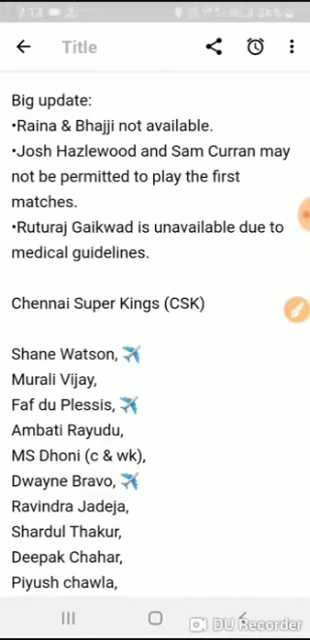 Title
Big update:
•Raina & Bhajji not available.
•Josh Hazlewood and Sam Curran may
not be permitted to play the first
matches.
•Ruturaj Gaikwad is unavailable due to
medical guidelines.
Chennai Super Kings (CSK)
Shane Watson, ✈️
Murali Vijay,
Faf du Plessis, ✈️
Ambati Rayudu,
MS Dhoni (c & wk),
Dwayne Bravo, ✈️
Ravindra Jadeja,
Shardul Thakur,
Deepak Chahar,
Piyush chawla,
DU Recorder